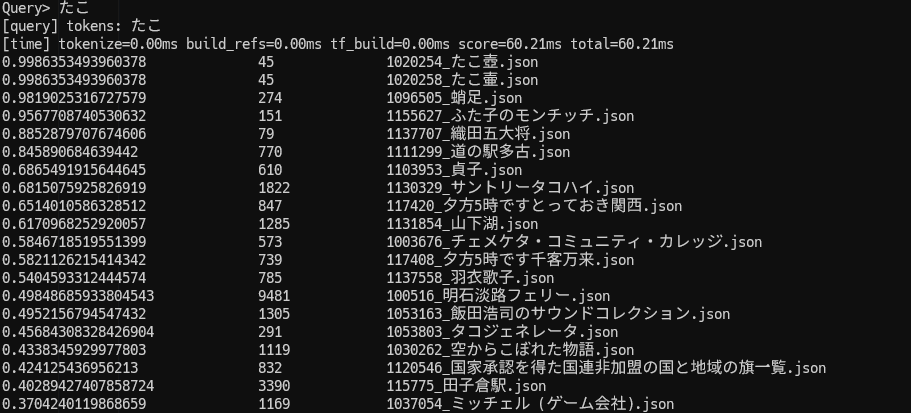 Query> たこ
[query] tokens: たこ
[time] tokenize=0.00ms build_refs=0.00ms tf_build=0.00ms score=60.21ms total=60.21ms
0.9986353493960378 45 1020254_たこ壺.json
0.9986353493960378 45 1020258_たこ壷.json
0.9819025316727579 274 1096505_蛸足.json
0.9567708740530632 151 1155627_ふた子のモンチッチ.json
0.8852879707674606 79 1137707_織田五大将.json
0.845890684639442 770 1111299_道の駅多古.json
0.6865491915644645 610 1103953_貞子.json
0.6815075925826919 1822 1130329_サントリータコハイ.json
0.6514010586328512 847 117420_夕方5時ですとっておき関西.json
0.6170968252920057 1285 1131854_山下湖.json
0.5846718519551399 573 1003676_チェメケタ・コミュニティ・カレッジ.json
0.5821126215414342 739 117408_夕方5時です千客万来.json
0.5404593312444574 785 1137558_羽衣歌子.json
0.49848685933804543 9481 100516_明石淡路フェリー.json
0.4952156794547432 1305 1053163_飯田浩司のサウンドコレクション.json
0.45684308328426904 291 1053803_タコジェネレータ.json
0.4338345929977803 1119 1030262_空からこぼれた物語.json
0.424125436956213 832 1120546_国家承認を得た国連非加盟の国と地域の旗一覧.json
0.40289427407858724 3390 115775_田子倉駅.json
0.3704240119868659 1169 1037054_ミッチェル (ゲーム会社).json